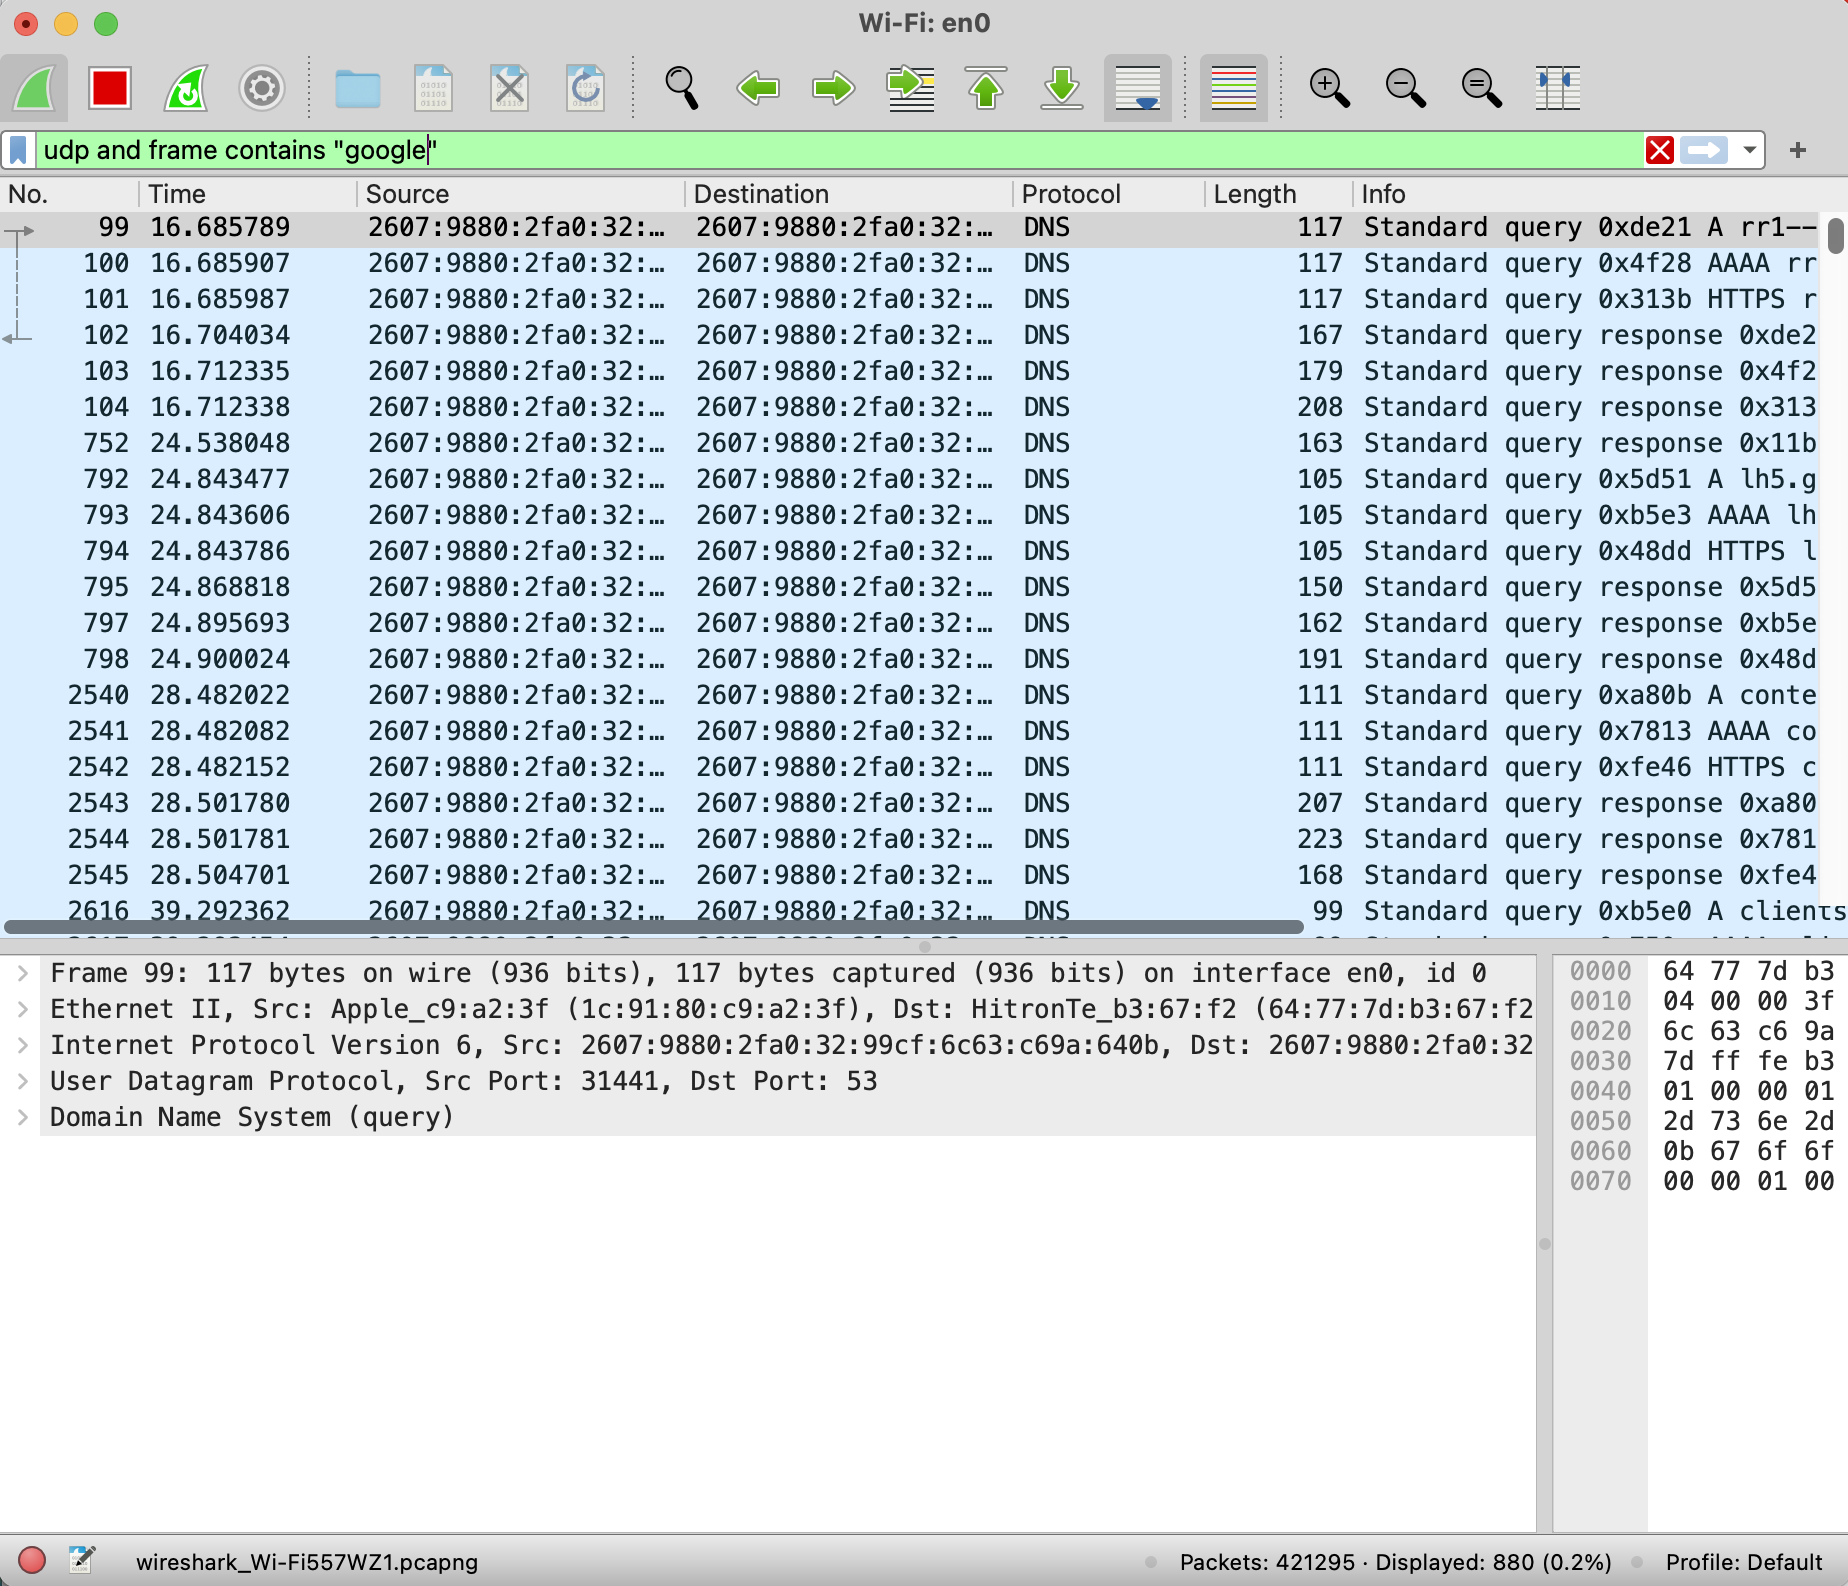 Wi-Fi: en0
udp and frame contains "google"
No. Time Source Destination Protocol Length Info
99 16.685789 2607:9880:2fa0:32:… 2607:9880:2fa0:32:… DNS 117 Standard query 0xde21 A rr1--
100 16.685907 2607:9880:2fa0:32:… 2607:9880:2fa0:32:… DNS 117 Standard query 0x4f28 AAAA rr
101 16.685987 2607:9880:2fa0:32:… 2607:9880:2fa0:32:… DNS 117 Standard query 0x313b HTTPS r
102 16.704034 2607:9880:2fa0:32:… 2607:9880:2fa0:32:… DNS 167 Standard query response 0xde2
103 16.712335 2607:9880:2fa0:32:… 2607:9880:2fa0:32:… DNS 179 Standard query response 0x4f2
104 16.712338 2607:9880:2fa0:32:… 2607:9880:2fa0:32:… DNS 208 Standard query response 0x313
752 24.538048 2607:9880:2fa0:32:… 2607:9880:2fa0:32:… DNS 163 Standard query response 0x11b
792 24.843477 2607:9880:2fa0:32:… 2607:9880:2fa0:32:… DNS 105 Standard query 0x5d51 A lh5.g
793 24.843606 2607:9880:2fa0:32:… 2607:9880:2fa0:32:… DNS 105 Standard query 0xb5e3 AAAA lh
794 24.843786 2607:9880:2fa0:32:… 2607:9880:2fa0:32:… DNS 105 Standard query 0x48dd HTTPS l
795 24.868818 2607:9880:2fa0:32:… 2607:9880:2fa0:32:… DNS 150 Standard query response 0x5d5
797 24.895693 2607:9880:2fa0:32:… 2607:9880:2fa0:32:… DNS 162 Standard query response 0xb5e
798 24.900024 2607:9880:2fa0:32:… 2607:9880:2fa0:32:… DNS 191 Standard query response 0x48d
2540 28.482022 2607:9880:2fa0:32:… 2607:9880:2fa0:32:… DNS 111 Standard query 0xa80b A conte
2541 28.482082 2607:9880:2fa0:32:… 2607:9880:2fa0:32:… DNS 111 Standard query 0x7813 AAAA co
2542 28.482152 2607:9880:2fa0:32:… 2607:9880:2fa0:32:… DNS 111 Standard query 0xfe46 HTTPS c
2543 28.501780 2607:9880:2fa0:32:… 2607:9880:2fa0:32:… DNS 207 Standard query response 0xa80
2544 28.501781 2607:9880:2fa0:32:… 2607:9880:2fa0:32:… DNS 223 Standard query response 0x781
2545 28.504701 2607:9880:2fa0:32:… 2607:9880:2fa0:32:… DNS 168 Standard query response 0xfe4
2616 39.292362 2607:9880:2fa0:32:… 2607:9880:2fa0:32:… DNS 99 Standard query 0xb5e0 A clients
Frame 99: 117 bytes on wire (936 bits), 117 bytes captured (936 bits) on interface en0, id 0
Ethernet II, Src: Apple_c9:a2:3f (1c:91:80:c9:a2:3f), Dst: HitronTe_b3:67:f2 (64:77:7d:b3:67:f2
Internet Protocol Version 6, Src: 2607:9880:2fa0:32:99cf:6c63:c69a:640b, Dst: 2607:9880:2fa0:32
User Datagram Protocol, Src Port: 31441, Dst Port: 53
Domain Name System (query)
0000 64 77 7d b3
0010 04 00 00 3f
0020 6c 63 c6 9a
0030 7d ff fe b3
0040 01 00 00 01
0050 2d 73 6e 2d
0060 0b 67 6f 6f
0070 00 00 01 00
wireshark_Wi-Fi557WZ1.pcapng
Packets: 421295 · Displayed: 880 (0.2%)
Profile: Default